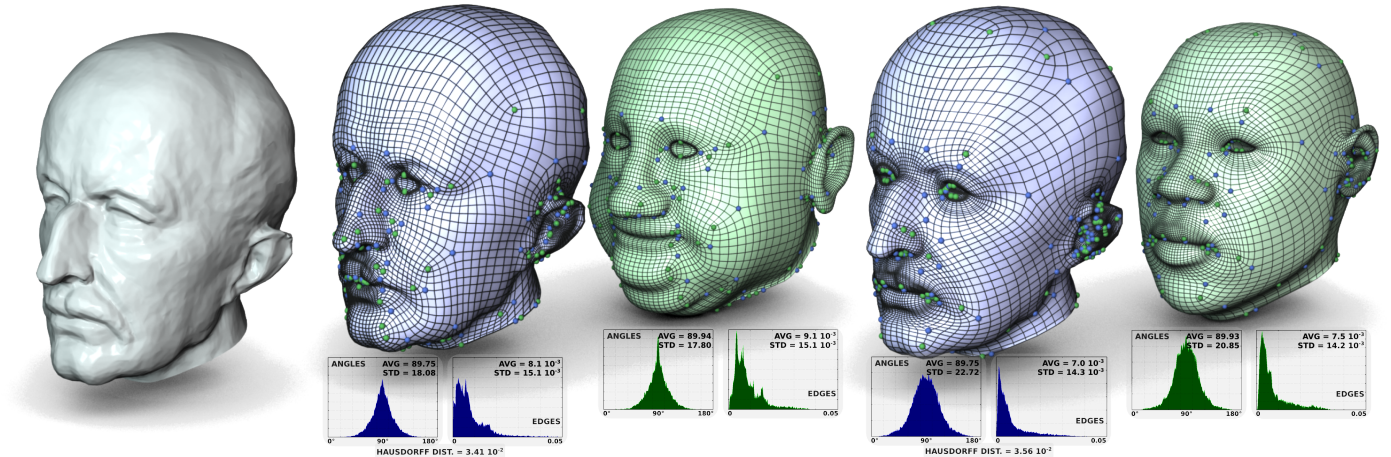 ANGLES AVG = 89.75
STD = 18.08
0° 90° 180°
AVG = 8.1 10⁻³
STD = 15.1 10⁻³
EDGES
0 0.05
HAUSDORFF DIST. = 3.41 10⁻²
ANGLES AVG = 89.94
STD = 17.80
0° 90° 180°
AVG = 9.1 10⁻³
STD = 15.1 10⁻³
EDGES
0 0.05
ANGLES AVG = 89.75
STD = 22.72
0° 90° 180°
AVG = 7.0 10⁻³
STD = 14.3 10⁻³
EDGES
0 0.05
HAUSDORFF DIST. = 3.56 10⁻²
ANGLES AVG = 89.93
STD = 20.85
0° 90° 180°
AVG = 7.5 10⁻³
STD = 14.2 10⁻³
EDGES
0 0.05